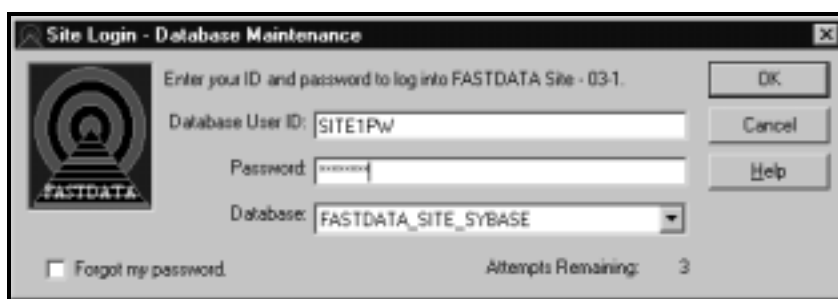 Site Login - Database Maintenance
Enter your ID and password to log into FASTDATA Site - 03-1.
OK
Database User ID: SITE1PW
Cancel
Password: ********
Help
FASTDATA
Database: FASTDATA_SITE_SYBASE
Forgot my password.
Attempts Remaining: 3